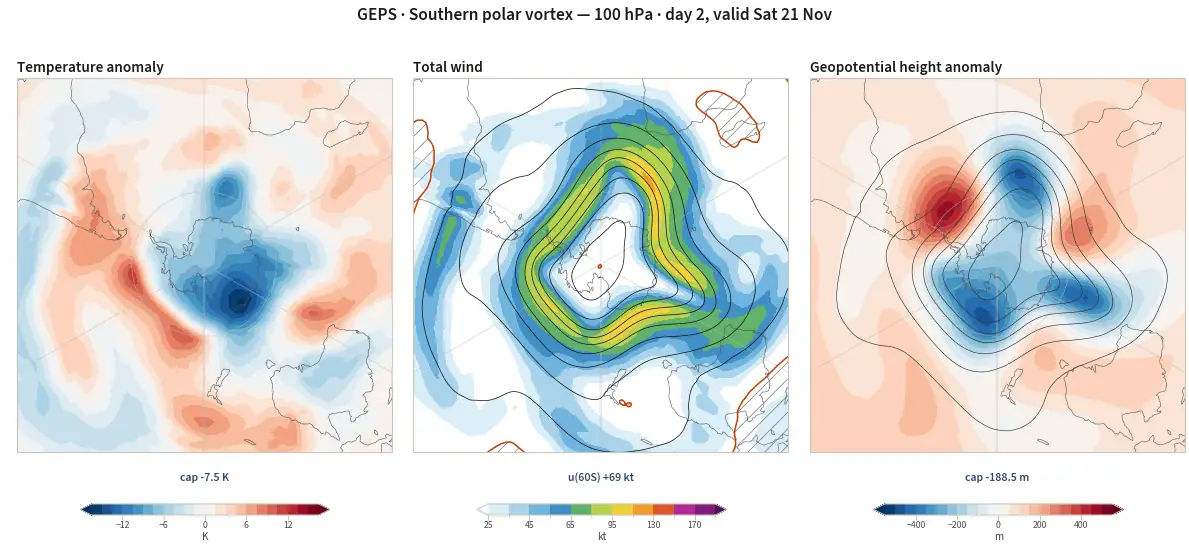 GEPS · Southern polar vortex — 100 hPa · day 2, valid Sat 21 Nov
Temperature anomaly
Total wind
Geopotential height anomaly
cap -7.5 K
u(60S) +69 kt
cap -188.5 m
−12 −6 0 6 12
K
25 45 65 95 130 170
kt
−400 −200 0 200 400
m